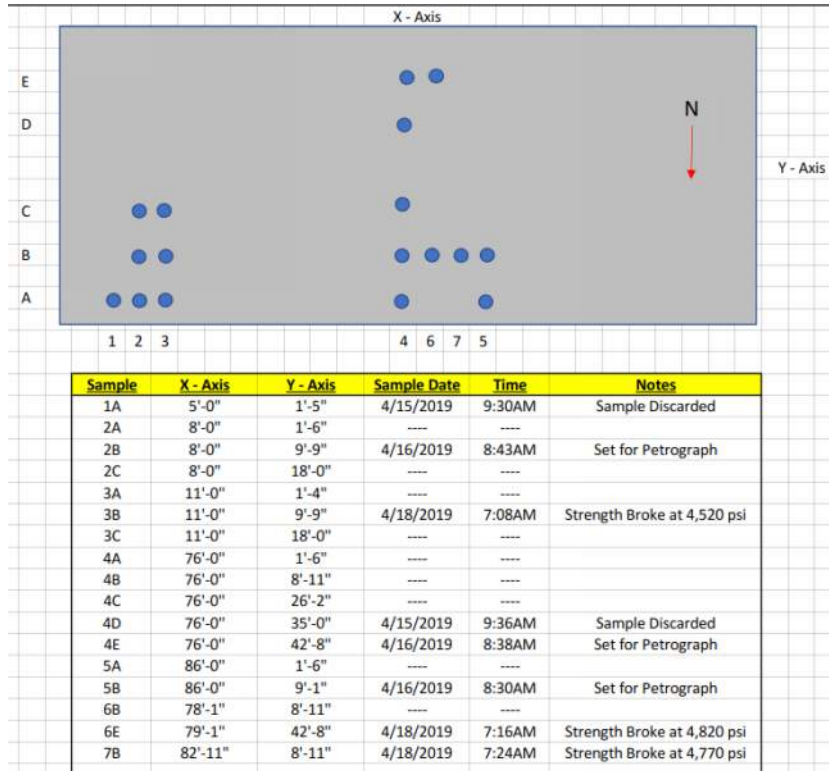 X - Axis
E
N
D
Y - Axis
C
B
A
1 2 3 4 6 7 5
Sample X - Axis Y - Axis Sample Date Time Notes
1A 5'-0" 1'-5" 4/15/2019 9:30AM Sample Discarded
2A 8'-0" 1'-6" ---- ----
2B 8'-0" 9'-9" 4/16/2019 8:43AM Set for Petrograph
2C 8'-0" 18'-0" ---- ----
3A 11'-0" 1'-4" ---- ----
3B 11'-0" 9'-9" 4/18/2019 7:08AM Strength Broke at 4,520 psi
3C 11'-0" 18'-0" ---- ----
4A 76'-0" 1'-6" ---- ----
4B 76'-0" 8'-11" ---- ----
4C 76'-0" 26'-2" ---- ----
4D 76'-0" 35'-0" 4/15/2019 9:36AM Sample Discarded
4E 76'-0" 42'-8" 4/16/2019 8:38AM Set for Petrograph
5A 86'-0" 1'-6" ---- ----
5B 86'-0" 9'-1" 4/16/2019 8:30AM Set for Petrograph
6B 78'-1" 8'-11" ---- ----
6E 79'-1" 42'-8" 4/18/2019 7:16AM Strength Broke at 4,820 psi
7B 82'-11" 8'-11" 4/18/2019 7:24AM Strength Broke at 4,770 psi